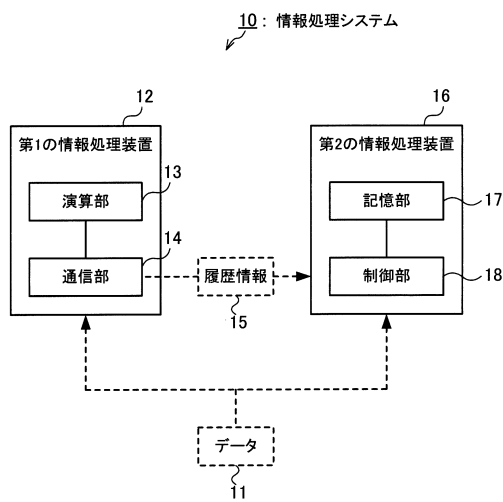 10: 情報処理システム
12
第1の情報処理装置
13
演算部
14
通信部
履歴情報
15
16
第2の情報処理装置
記憶部
17
制御部
18
データ
11